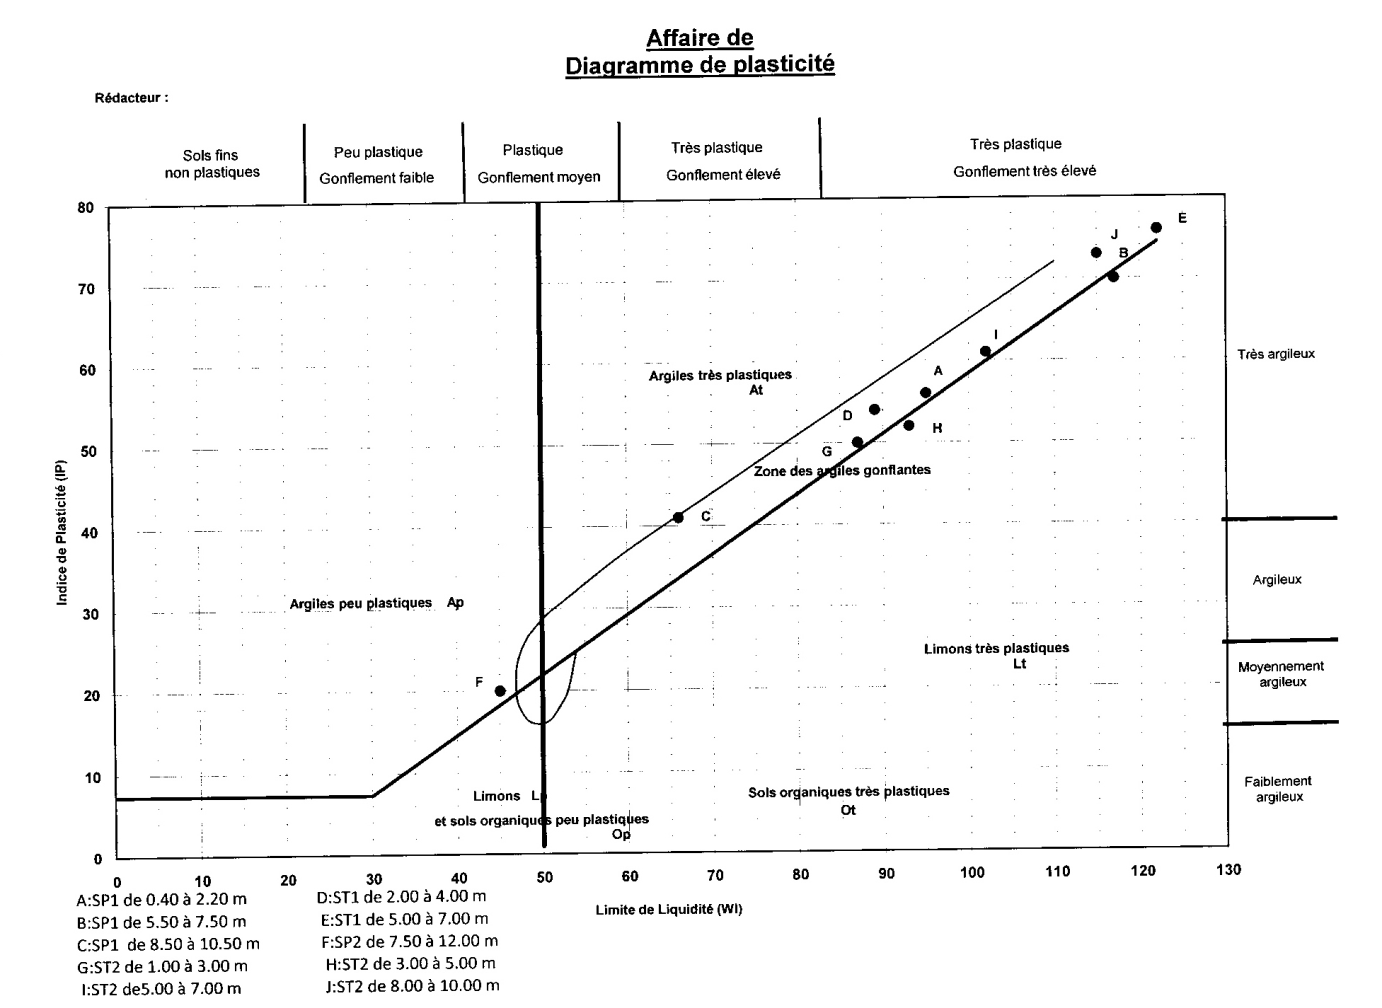 Affaire de
Diagramme de plasticité
Rédacteur :
Sols fins
non plastiques
Peu plastique
Gonflement faible
Plastique
Gonflement moyen
Très plastique
Gonflement élevé
Très plastique
Gonflement très élevé
80
70
60
50
40
30
20
10
0
Indice de Plasticité (IP)
E
J
B
I
A
D
H
G
C
F
Argiles très plastiques
At
Zone des argiles gonflantes
Argiles peu plastiques Ap
Limons très plastiques
Lt
Limons Lp
et sols organiques peu plastiques
Op
Sols organiques très plastiques
Ot
Très argileux
Argileux
Moyennement
argileux
Faiblement
argileux
0 10 20 30 40 50 60 70 80 90 100 110 120 130
Limite de Liquidité (Wl)
A:SP1 de 0.40 à 2.20 m
B:SP1 de 5.50 à 7.50 m
C:SP1 de 8.50 à 10.50 m
G:ST2 de 1.00 à 3.00 m
I:ST2 de5.00 à 7.00 m
D:ST1 de 2.00 à 4.00 m
E:ST1 de 5.00 à 7.00 m
F:SP2 de 7.50 à 12.00 m
H:ST2 de 3.00 à 5.00 m
J:ST2 de 8.00 à 10.00 m